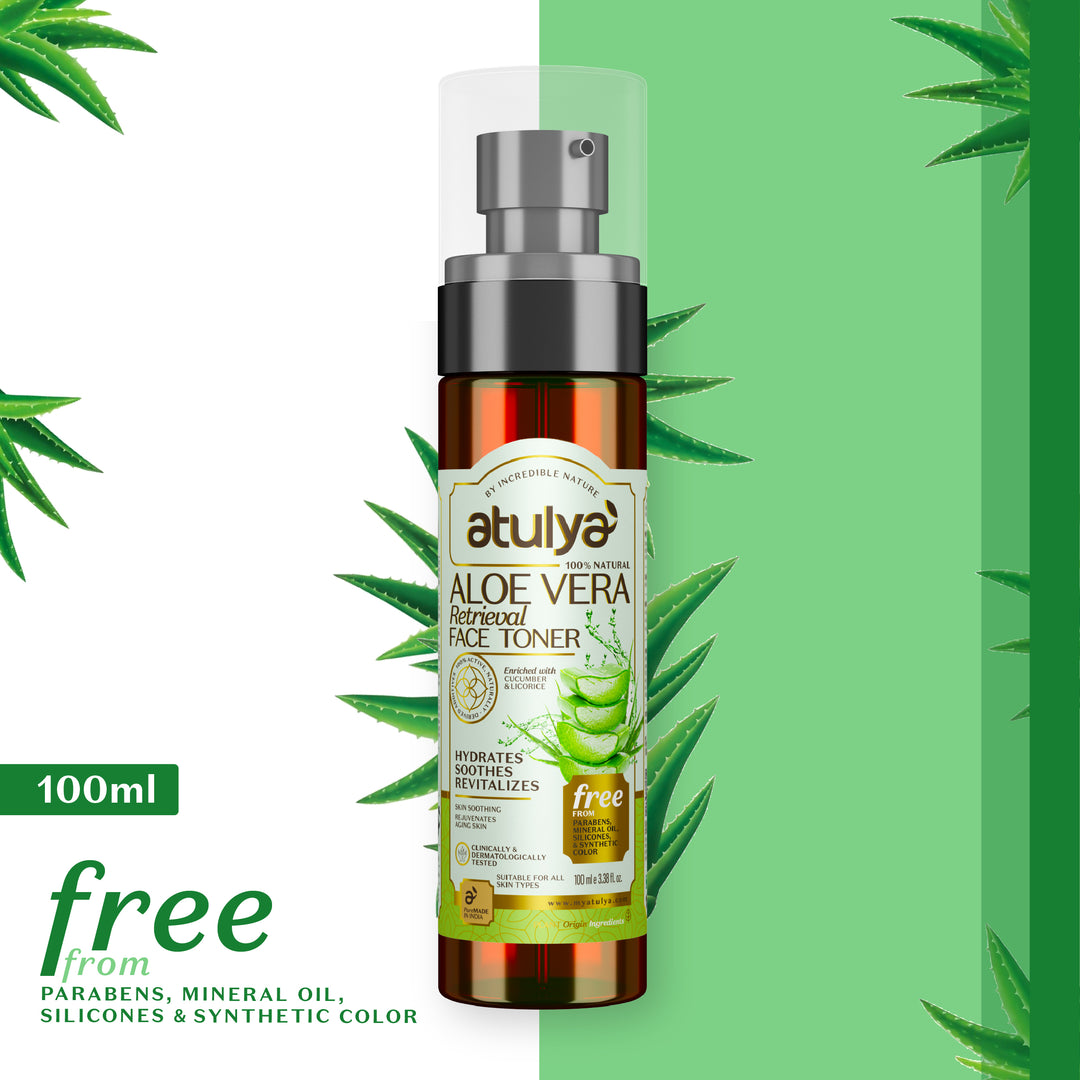 BY INCREDIBLE NATURE
atulya
100% NATURAL
ALOE VERA
Retrieval
FACE TONER
Enriched with
CUCUMBER
& LICORICE
HYDRATES
SOOTHES
REVITALIZES
SKIN SOOTHING
REJUVENATES
AGING SKIN
CLINICALLY &
DERMATOLOGICALLY
TESTED
SUITABLE FOR ALL
SKIN TYPES
free
FROM
PARABENS,
MINERAL OIL,
SILICONES,
& SYNTHETIC
COLOR
100 ml e 3.38 fl. oz.
www.myatulya.com
PureMADE
IN INDIA
Origin Ingredients
100ml
free
from
PARABENS, MINERAL OIL,
SILICONES & SYNTHETIC COLOR